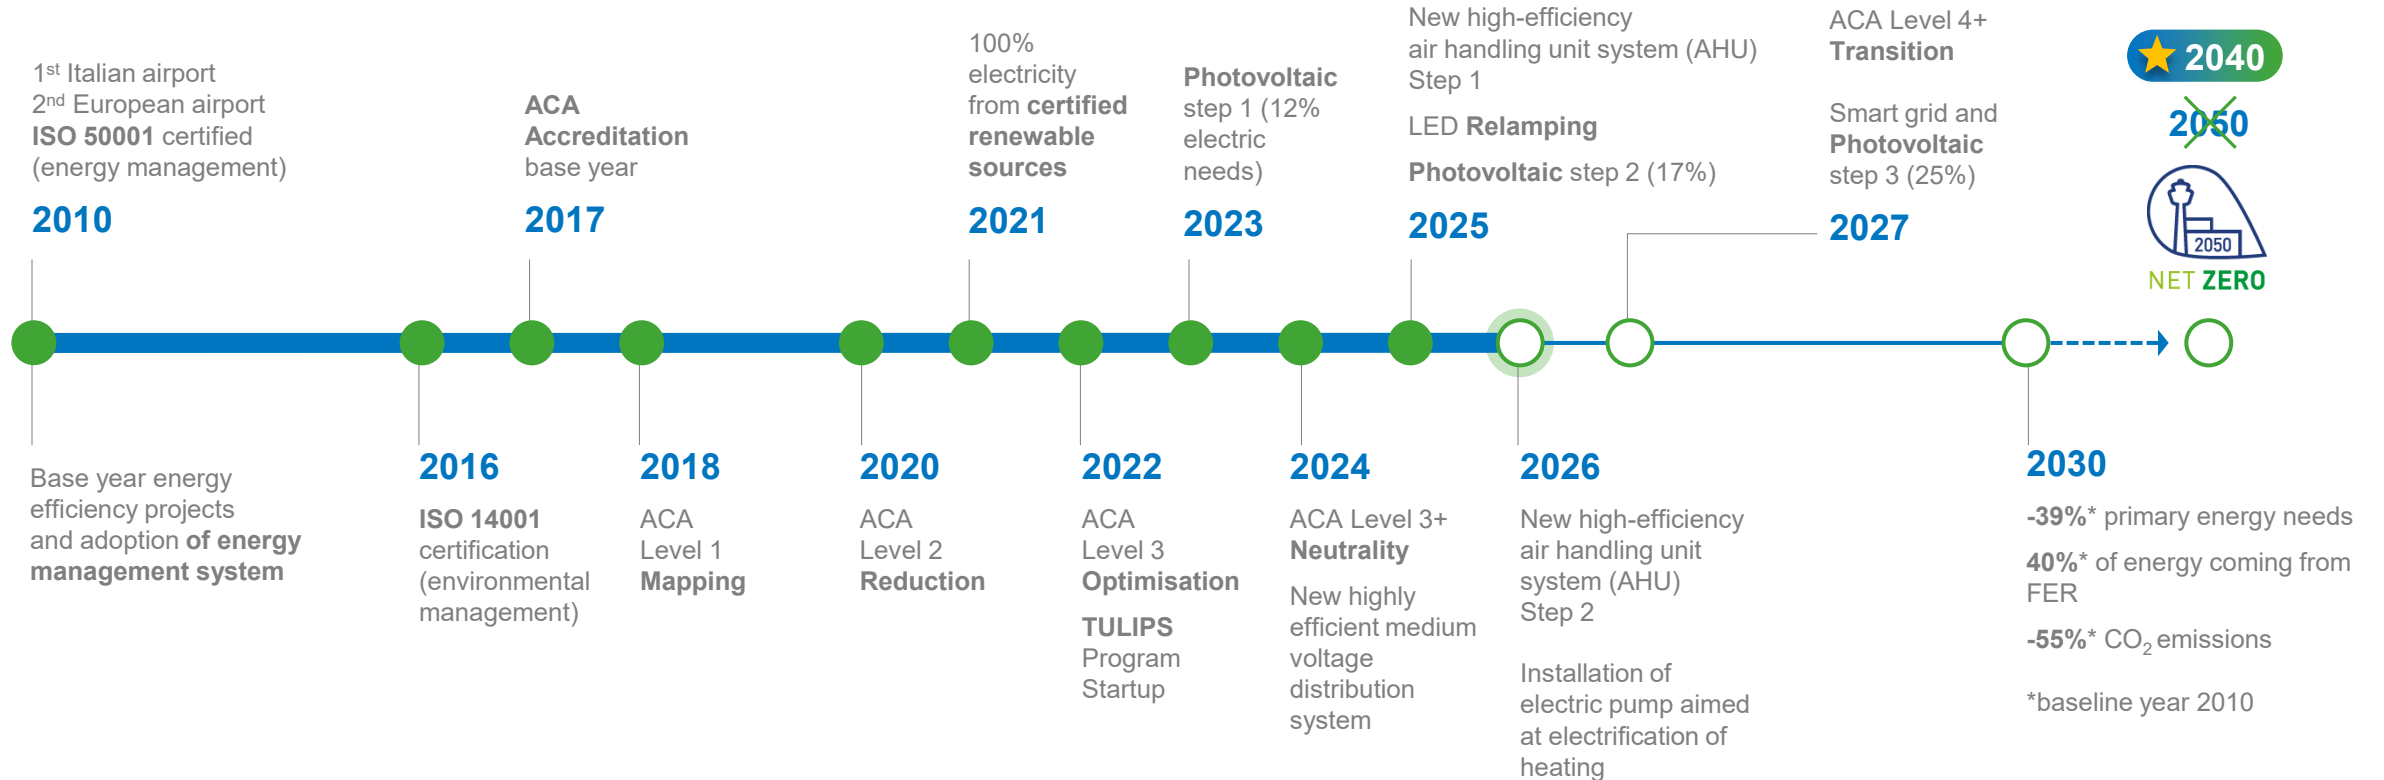 1st Italian airport
2nd European airport
ISO 50001 certified
(energy management)
2010
Base year energy
efficiency projects
and adoption of energy
management system
2016
ISO 14001
certification
(environmental
management)
ACA
Accreditation
base year
2017
2018
ACA
Level 1
Mapping
2020
ACA
Level 2
Reduction
100%
electricity
from certified
renewable
sources
2021
2022
ACA
Level 3
Optimisation
TULIPS
Program
Startup
Photovoltaic
step 1 (12%
electric
needs)
2023
2024
ACA Level 3+
Neutrality
New highly
efficient medium
voltage
distribution
system
New high-efficiency
air handling unit system (AHU)
Step 1
LED Relamping
Photovoltaic step 2 (17%)
2025
2026
New high-efficiency
air handling unit
system (AHU)
Step 2
Installation of
electric pump aimed
at electrification of
heating
ACA Level 4+
Transition
Smart grid and
Photovoltaic
step 3 (25%)
2027
2030
-39%* primary energy needs
40%* of energy coming from
FER
-55%* CO2 emissions
*baseline year 2010
2040
2050
2050
NET ZERO